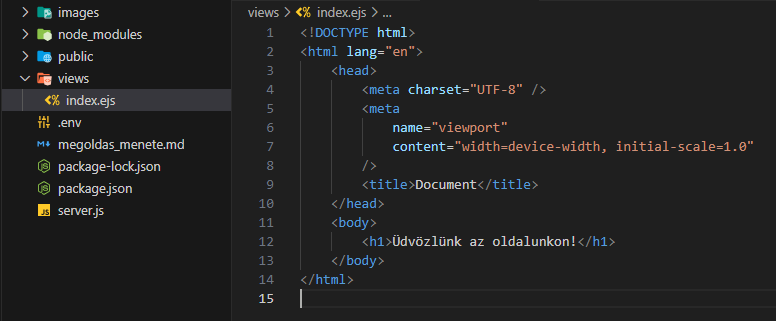 images
node_modules
public
views
index.ejs
.env
megoldas_menete.md
package-lock.json
package.json
server.js
views > index.ejs > ...
1 <!DOCTYPE html>
2 <html lang="en">
3 <head>
4 <meta charset="UTF-8" />
5 <meta
6 name="viewport"
7 content="width=device-width, initial-scale=1.0"
8 />
9 <title>Document</title>
10 </head>
11 <body>
12 <h1>Üdvözlünk az oldalunkon!</h1>
13 </body>
14 </html>
15